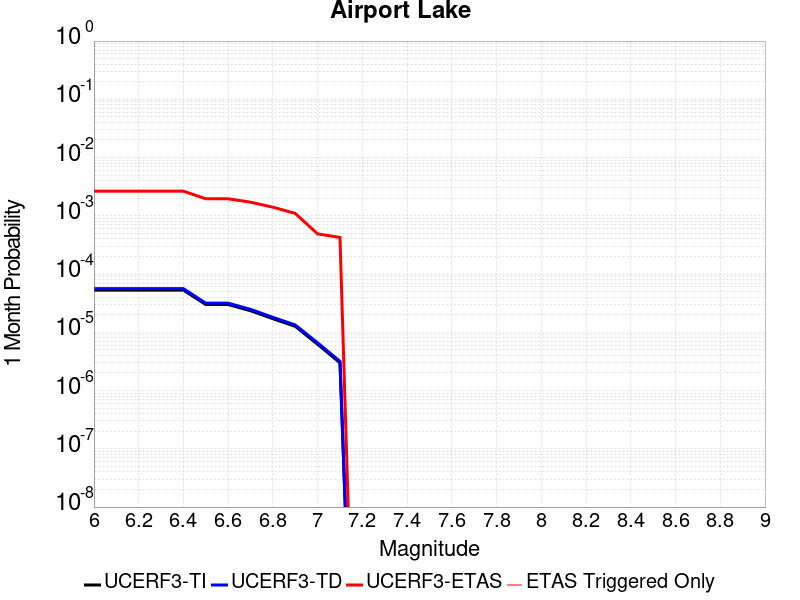 Airport Lake
10^0
10^-1
10^-2
10^-3
10^-4
10^-5
10^-6
10^-7
10^-8
1 Month Probability
6 6.2 6.4 6.6 6.8 7 7.2 7.4 7.6 7.8 8 8.2 8.4 8.6 8.8 9
Magnitude
UCERF3-TI UCERF3-TD UCERF3-ETAS ETAS Triggered Only